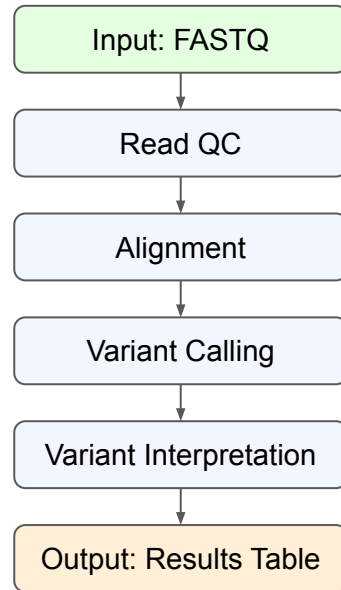 Input: FASTQ
Read QC
Alignment
Variant Calling
Variant Interpretation
Output: Results Table